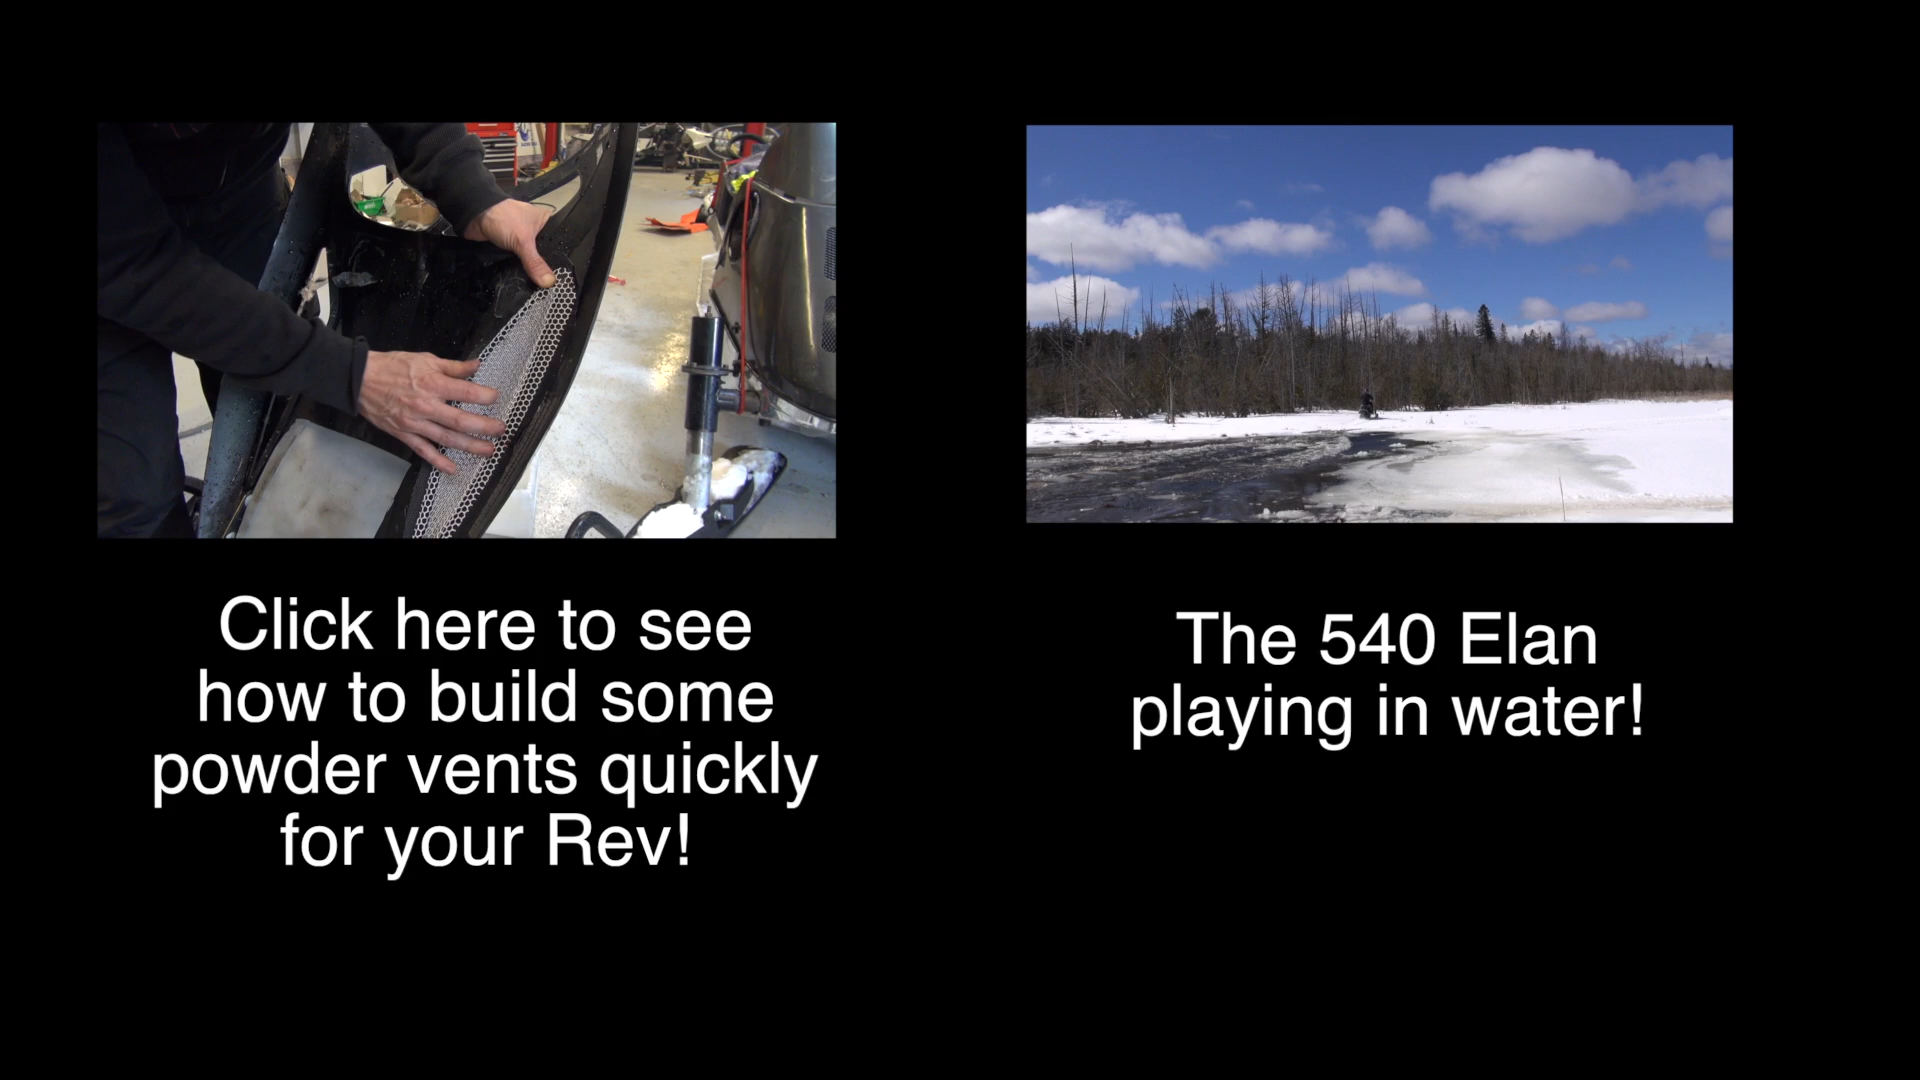 Click here to see
how to build some
powder vents quickly
for your Rev!
The 540 Elan
playing in water!